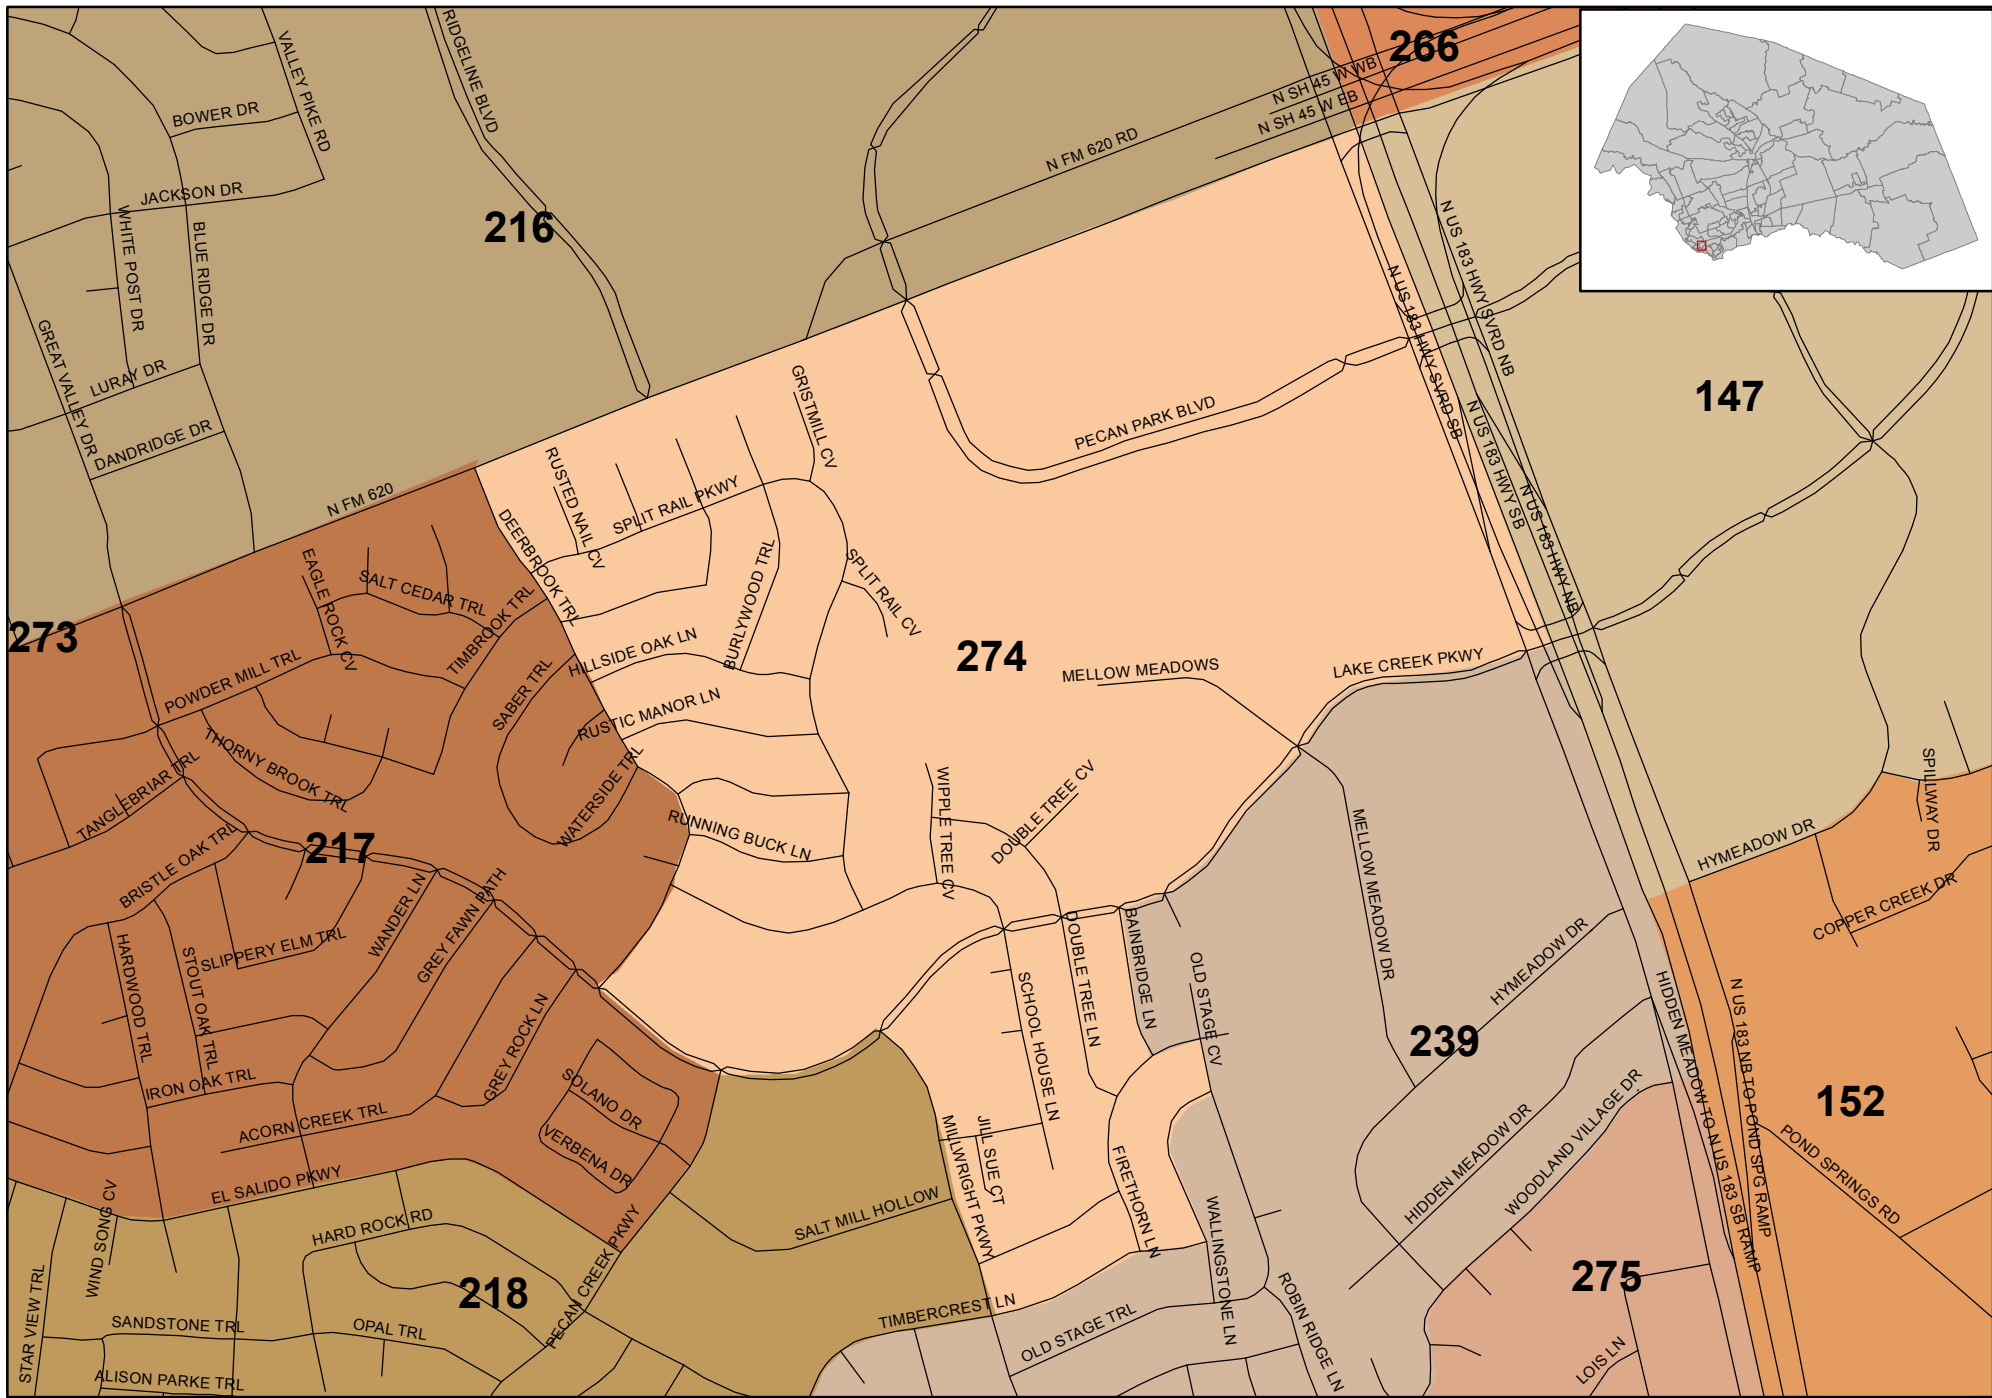 266
RIDGELINE BLVD
VALLEY PIKE RD
N SH 45 W WB
N SH 45 W EB
BOWER DR
N FM 620 RD
JACKSON DR
216
WHITE POST DR
BLUE RIDGE DR
N US 183 HWY SVRD NB
N US 183 HWY SVRD SB
GREAT VALLEY DR
LURAY DR
GRISTMILL CV
147
PECAN PARK BLVD
DANDRIDGE DR
N US 183 HWY SB
RUSTED NAIL CV
N FM 620
SPLIT RAIL PKWY
N US 183 HWY NB
DEERBROOK TRL
BURLYWOOD TRL
EAGLE ROCK CV
SALT CEDAR TRL
SPLIT RAIL CV
TIMBROOK TRL
273
HILLSIDE OAK LN
274
MELLOW MEADOWS
LAKE CREEK PKWY
POWDER MILL TRL
SABER TRL
RUSTIC MANOR LN
THORNY BROOK TRL
TANGLEBRIAR TRL
WATERSIDE TRL
WIPPLE TREE CV
DOUBLE TREE CV
SPILLWAY DR
RUNNING BUCK LN
MELLOW MEADOW DR
HYMEADOW DR
BRISTLE OAK TRL
217
WANDER LN
GREY FAWN PATH
COPPER CREEK DR
DOUBLE TREE LN
BAINBRIDGE LN
HARDWOOD TRL
STOUT OAK TRL
SLIPPERY ELM TRL
OLD STAGE CV
HYMEADOW DR
SCHOOL HOUSE LN
HIDDEN MEADOW TO N US 183 SB RAMP
N US 183 NB TO POND SPG RAMP
GREY ROCK LN
239
IRON OAK TRL
SOLANO DR
152
ACORN CREEK TRL
VERBENA DR
MILLWRIGHT PKWY
JILL SUE CT
FIRETHORN LN
HIDDEN MEADOW DR
WOODLAND VILLAGE DR
POND SPRINGS RD
EL SALIDO PKWY
WIND SONG CV
HARD ROCK RD
SALT MILL HOLLOW
PECAN CREEK PKWY
WALLINGSTONE LN
275
STAR VIEW TRL
218
ROBIN RIDGE LN
SANDSTONE TRL
OPAL TRL
TIMBERCREST LN
OLD STAGE TRL
LOIS LN
ALISON PARKE TRL